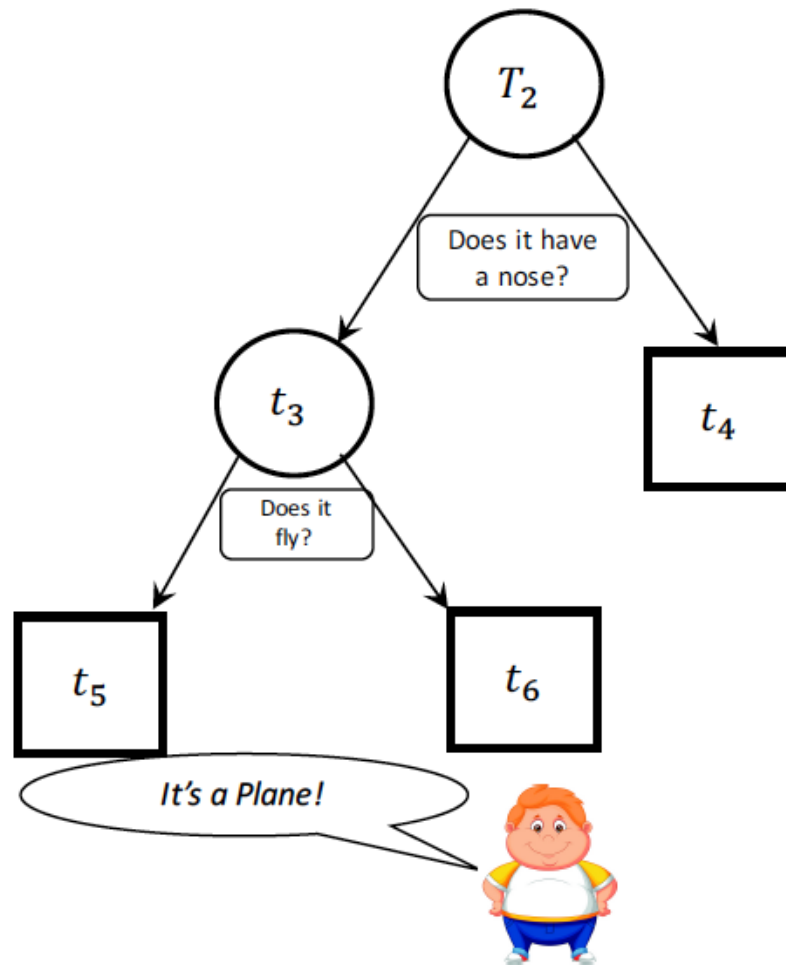 T₂
Does it have
a nose?
t₃
t₄
Does it
fly?
t₅
t₆
It's a Plane!